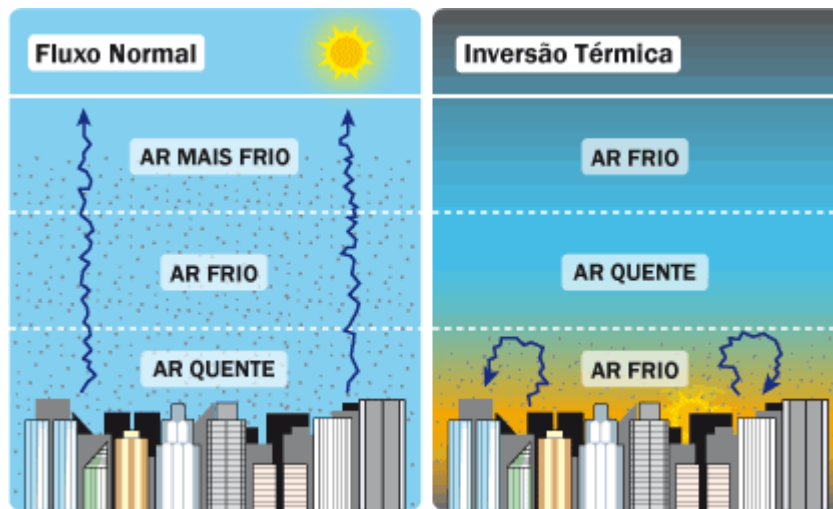 Fluxo Normal
AR MAIS FRIO
AR FRIO
AR QUENTE
Inversão Térmica
AR FRIO
AR QUENTE
AR FRIO